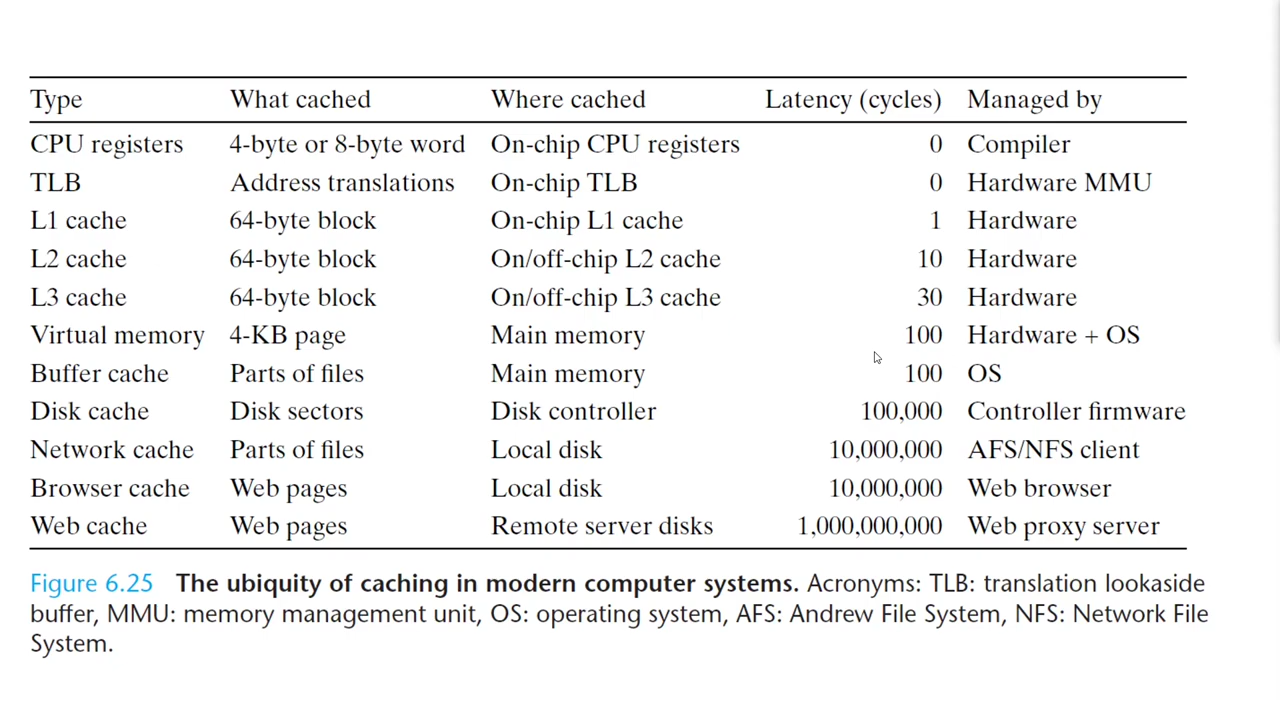 Type What cached Where cached Latency (cycles) Managed by
CPU registers 4-byte or 8-byte word On-chip CPU registers 0 Compiler
TLB Address translations On-chip TLB 0 Hardware MMU
L1 cache 64-byte block On-chip L1 cache 1 Hardware
L2 cache 64-byte block On/off-chip L2 cache 10 Hardware
L3 cache 64-byte block On/off-chip L3 cache 30 Hardware
Virtual memory 4-KB page Main memory 100 Hardware + OS
Buffer cache Parts of files Main memory 100 OS
Disk cache Disk sectors Disk controller 100,000 Controller firmware
Network cache Parts of files Local disk 10,000,000 AFS/NFS client
Browser cache Web pages Local disk 10,000,000 Web browser
Web cache Web pages Remote server disks 1,000,000,000 Web proxy server
Figure 6.25 The ubiquity of caching in modern computer systems. Acronyms: TLB: translation lookaside
buffer, MMU: memory management unit, OS: operating system, AFS: Andrew File System, NFS: Network File
System.